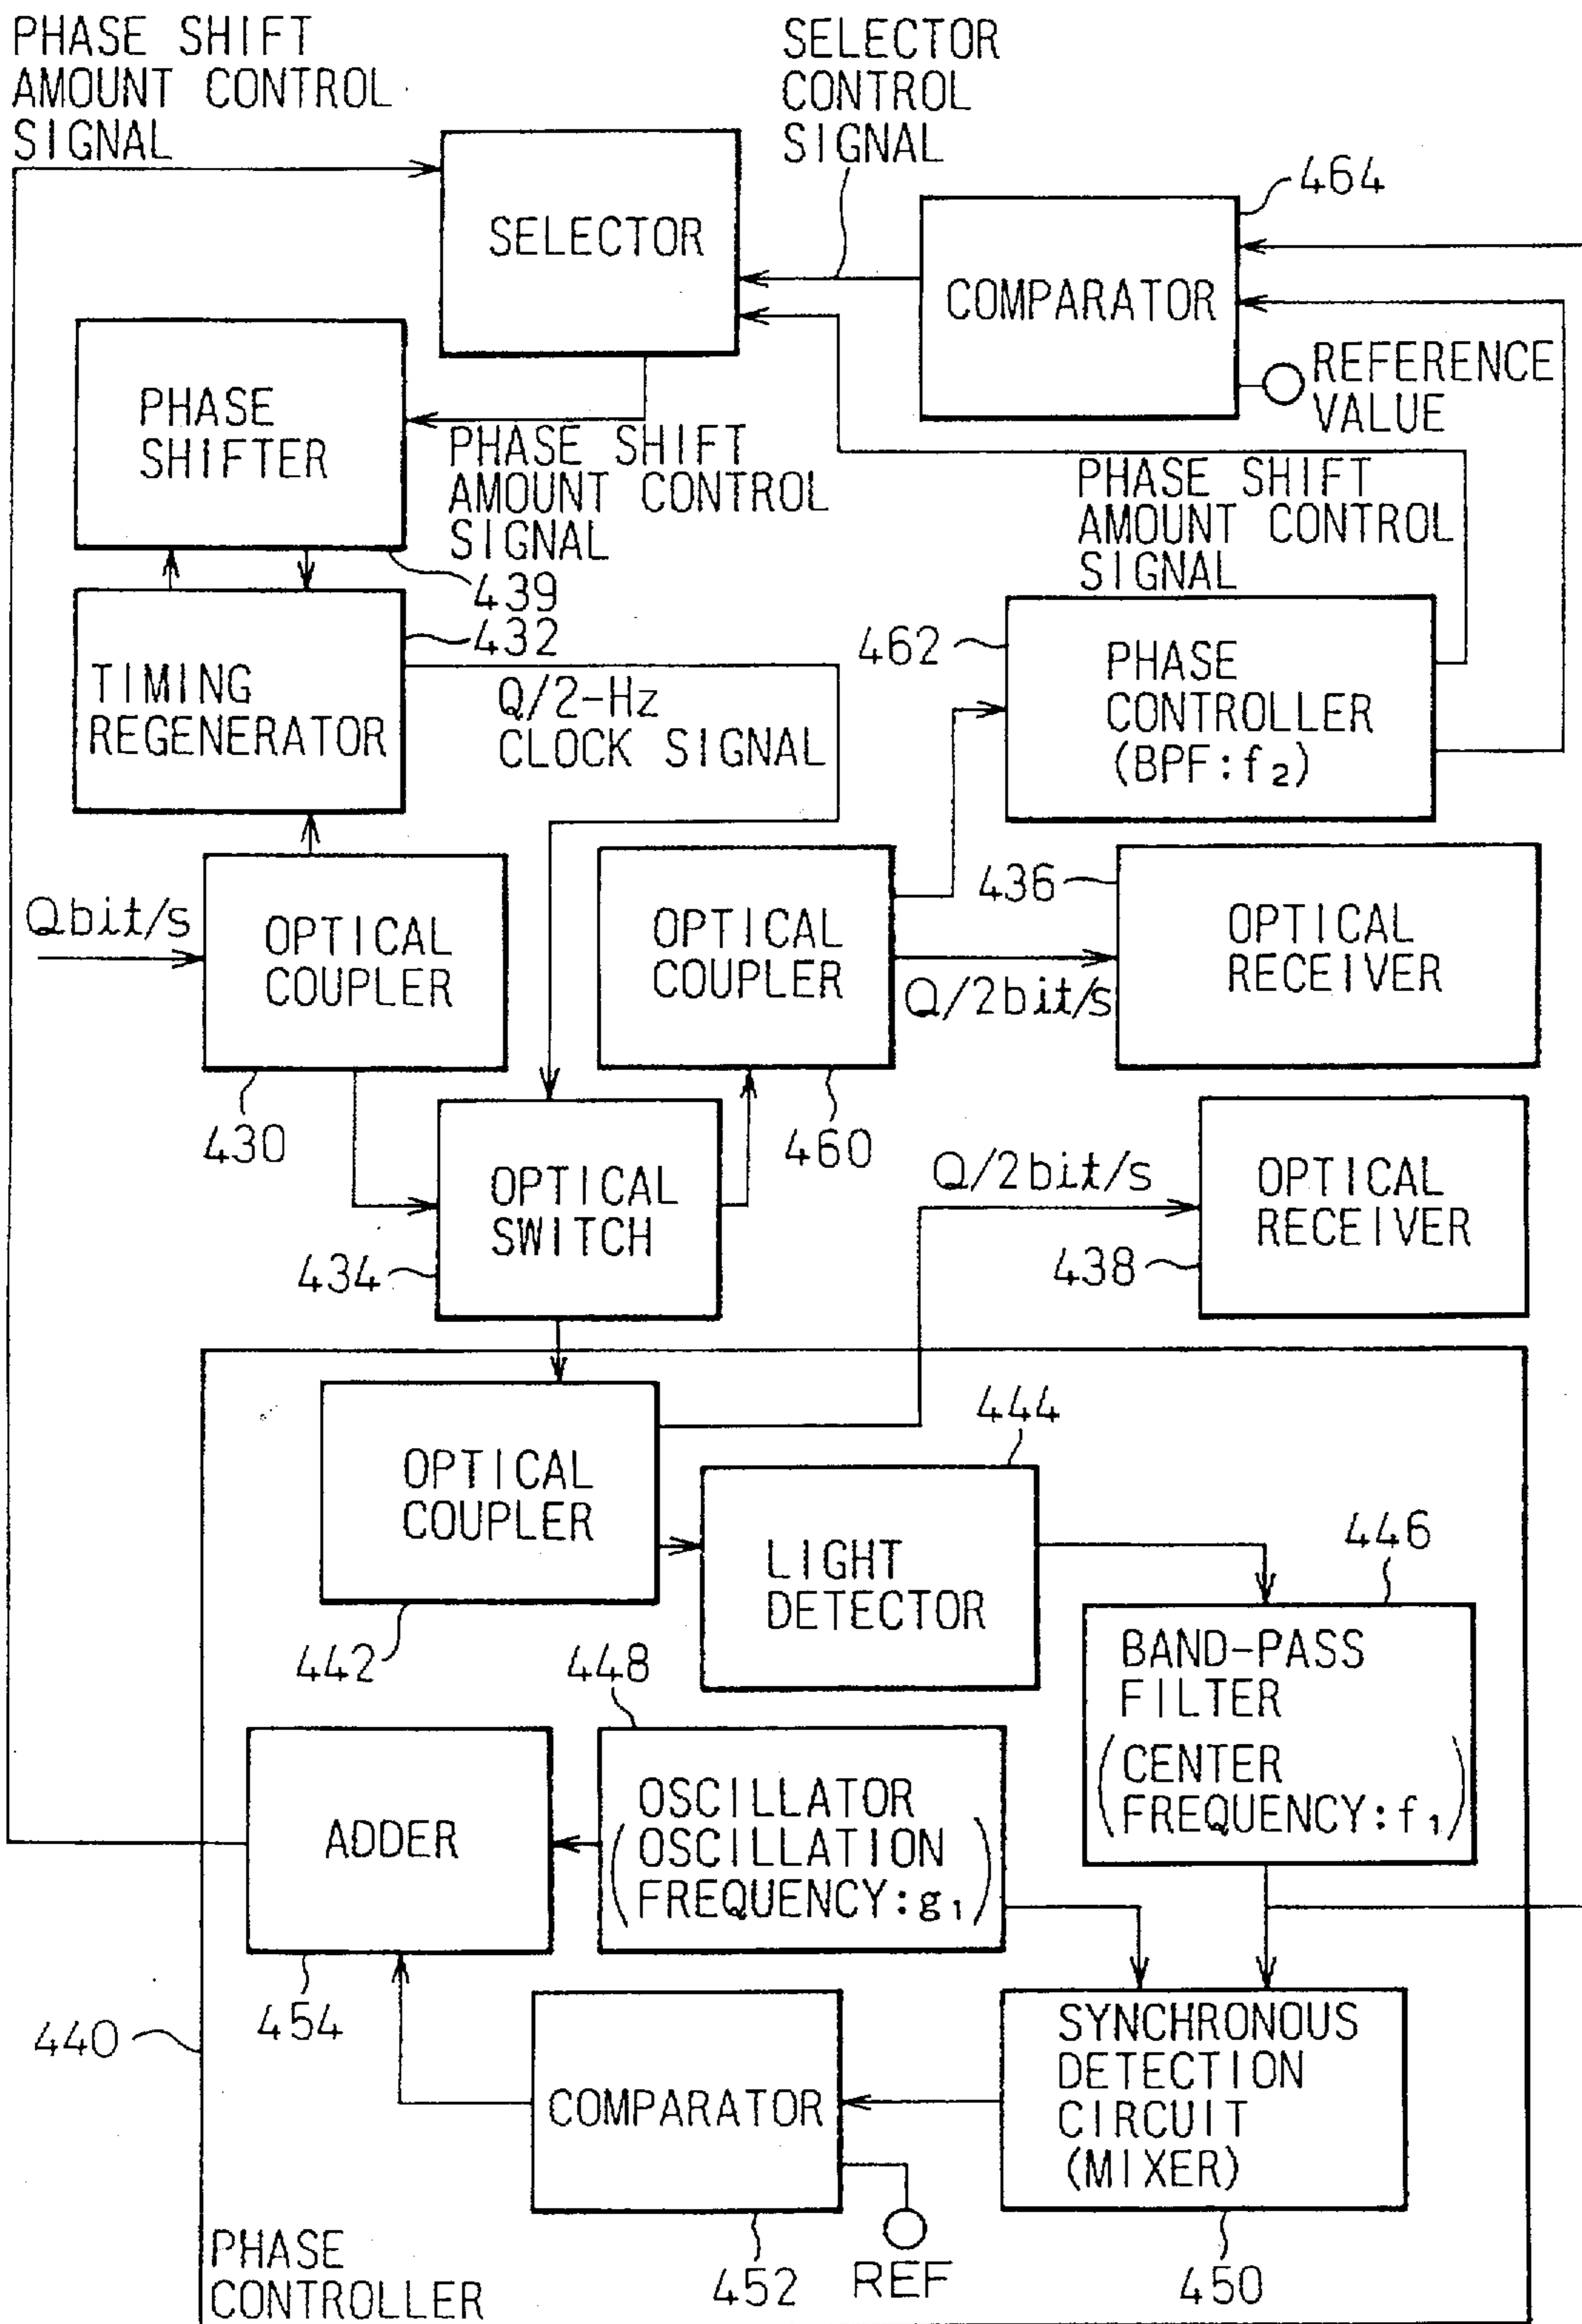 PHASE SHIFT
AMOUNT CONTROL
SIGNAL
SELECTOR
CONTROL
SIGNAL
464
SELECTOR
COMPARATOR
REFERENCE
VALUE
PHASE
SHIFTER
PHASE SHIFT
AMOUNT CONTROL
SIGNAL
PHASE SHIFT
AMOUNT CONTROL
SIGNAL
439
432
462
TIMING
REGENERATOR
Q/2-Hz
CLOCK SIGNAL
PHASE
CONTROLLER
(BPF:f₂)
436
Qbit/s
OPTICAL
COUPLER
OPTICAL
COUPLER
OPTICAL
RECEIVER
Q/2bit/s
430
460
OPTICAL
SWITCH
Q/2bit/s
OPTICAL
RECEIVER
434
438
444
OPTICAL
COUPLER
446
LIGHT
DETECTOR
442
448
BAND-PASS
FILTER
(CENTER
FREQUENCY:f₁)
ADDER
OSCILLATOR
(OSCILLATION
FREQUENCY:g₁)
454
440
COMPARATOR
SYNCHRONOUS
DETECTION
CIRCUIT
(MIXER)
PHASE
CONTROLLER
452
REF
450